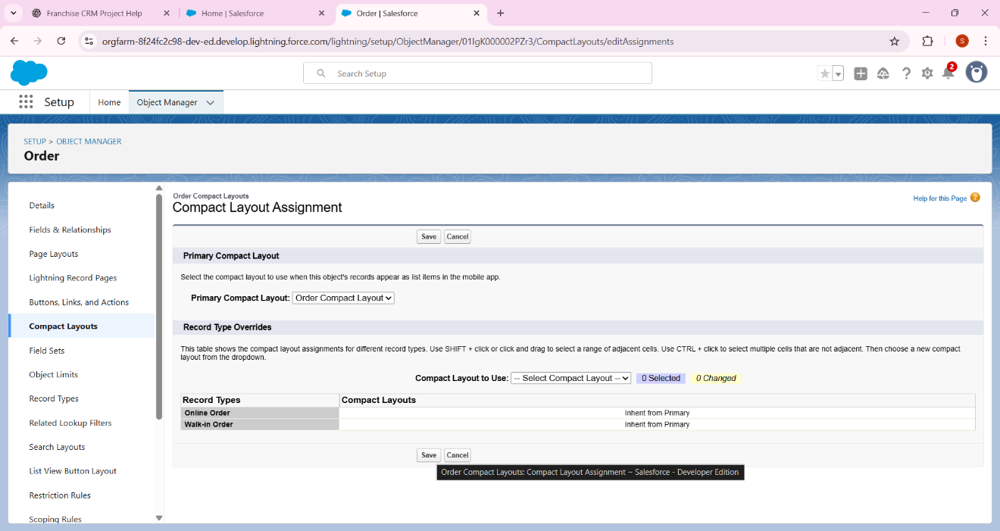 Franchise CRM Project Help
Home | Salesforce
Order | Salesforce
orgfarm-8f24fc2c98-dev-ed.develop.lightning.force.com/lightning/setup/ObjectManager/01IgK000002PZr3/CompactLayouts/editAssignments
S
Search Setup
2
Setup
Home
Object Manager
SETUP > OBJECT MANAGER
Order
Details
Fields & Relationships
Page Layouts
Lightning Record Pages
Buttons, Links, and Actions
Compact Layouts
Field Sets
Object Limits
Record Types
Related Lookup Filters
Search Layouts
List View Button Layout
Restriction Rules
Scoping Rules
Order Compact Layouts
Compact Layout Assignment
Help for this Page ?
Save Cancel
Primary Compact Layout
Select the compact layout to use when this object's records appear as list items in the mobile app.
Primary Compact Layout: Order Compact Layout
Record Type Overrides
This table shows the compact layout assignments for different record types. Use SHIFT + click or click and drag to select a range of adjacent cells. Use CTRL + click to select multiple cells that are not adjacent. Then choose a new compact
layout from the dropdown.
Compact Layout to Use: -- Select Compact Layout -- 0 Selected 0 Changed
Record Types Compact Layouts
Online Order Inherit from Primary
Walk-in Order Inherit from Primary
Save Cancel
Order Compact Layouts: Compact Layout Assignment ~ Salesforce - Developer Edition